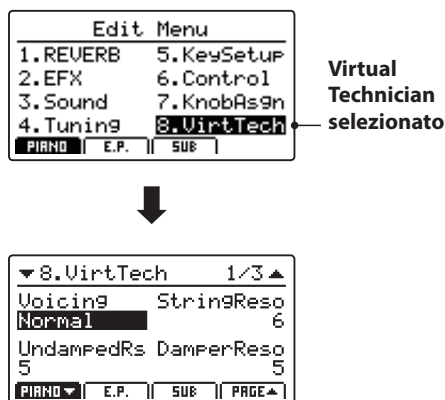 Edit Menu
1.REVERB 5.KeySetup
2.EFX 6.Control
3.Sound 7.KnobAsgn
4.Tuning 8.VirtTech
PIANO E.P. SUB
Virtual
Technician
selezionato
▼8.VirtTech 1/3▲
Voicing StringReso
Normal 6
UndampedRs DamperReso
5 5
PIANO▼ E.P. SUB PAGE▲